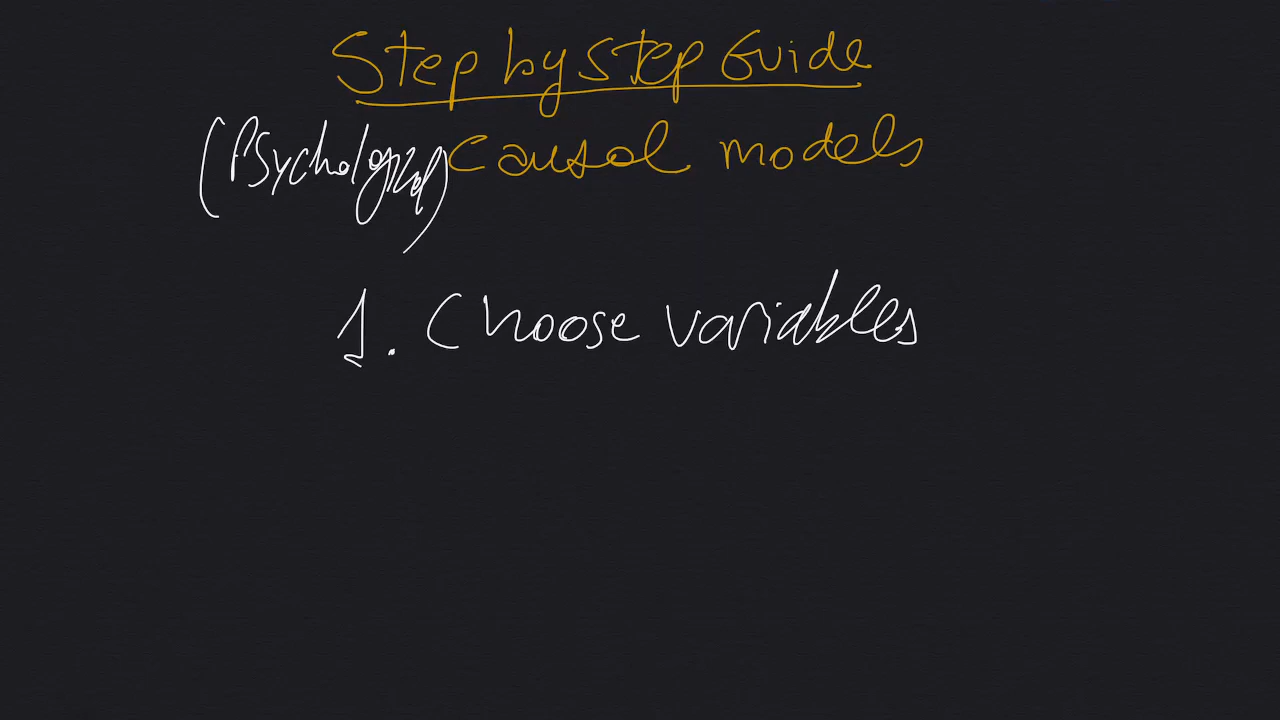 Step by Step Guide
(Psychological) causal models
1. Choose variables